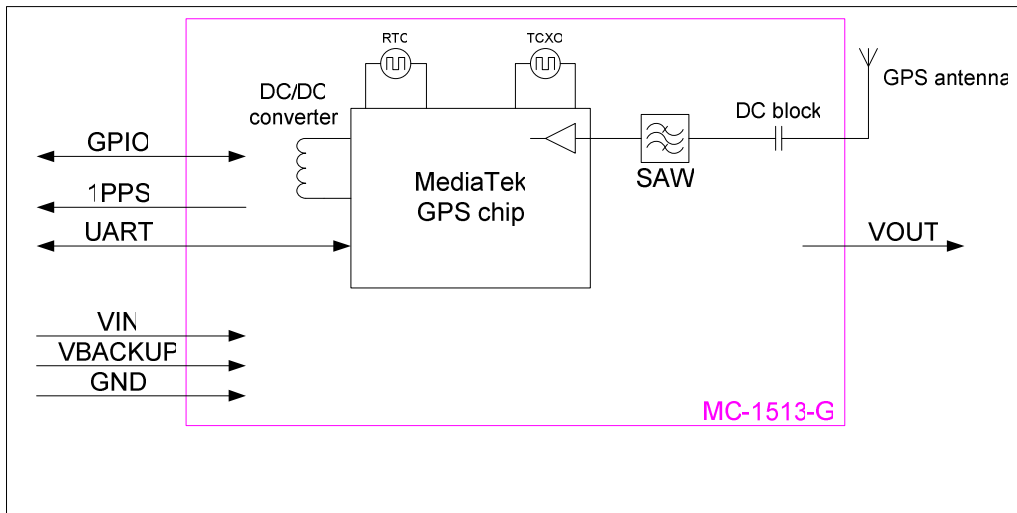 RTC
TCXO
DC/DC
converter
GPS antenna
DC block
GPIO
1PPS
UART
MediaTek
GPS chip
SAW
VOUT
VIN
VBACKUP
GND
MC-1513-G